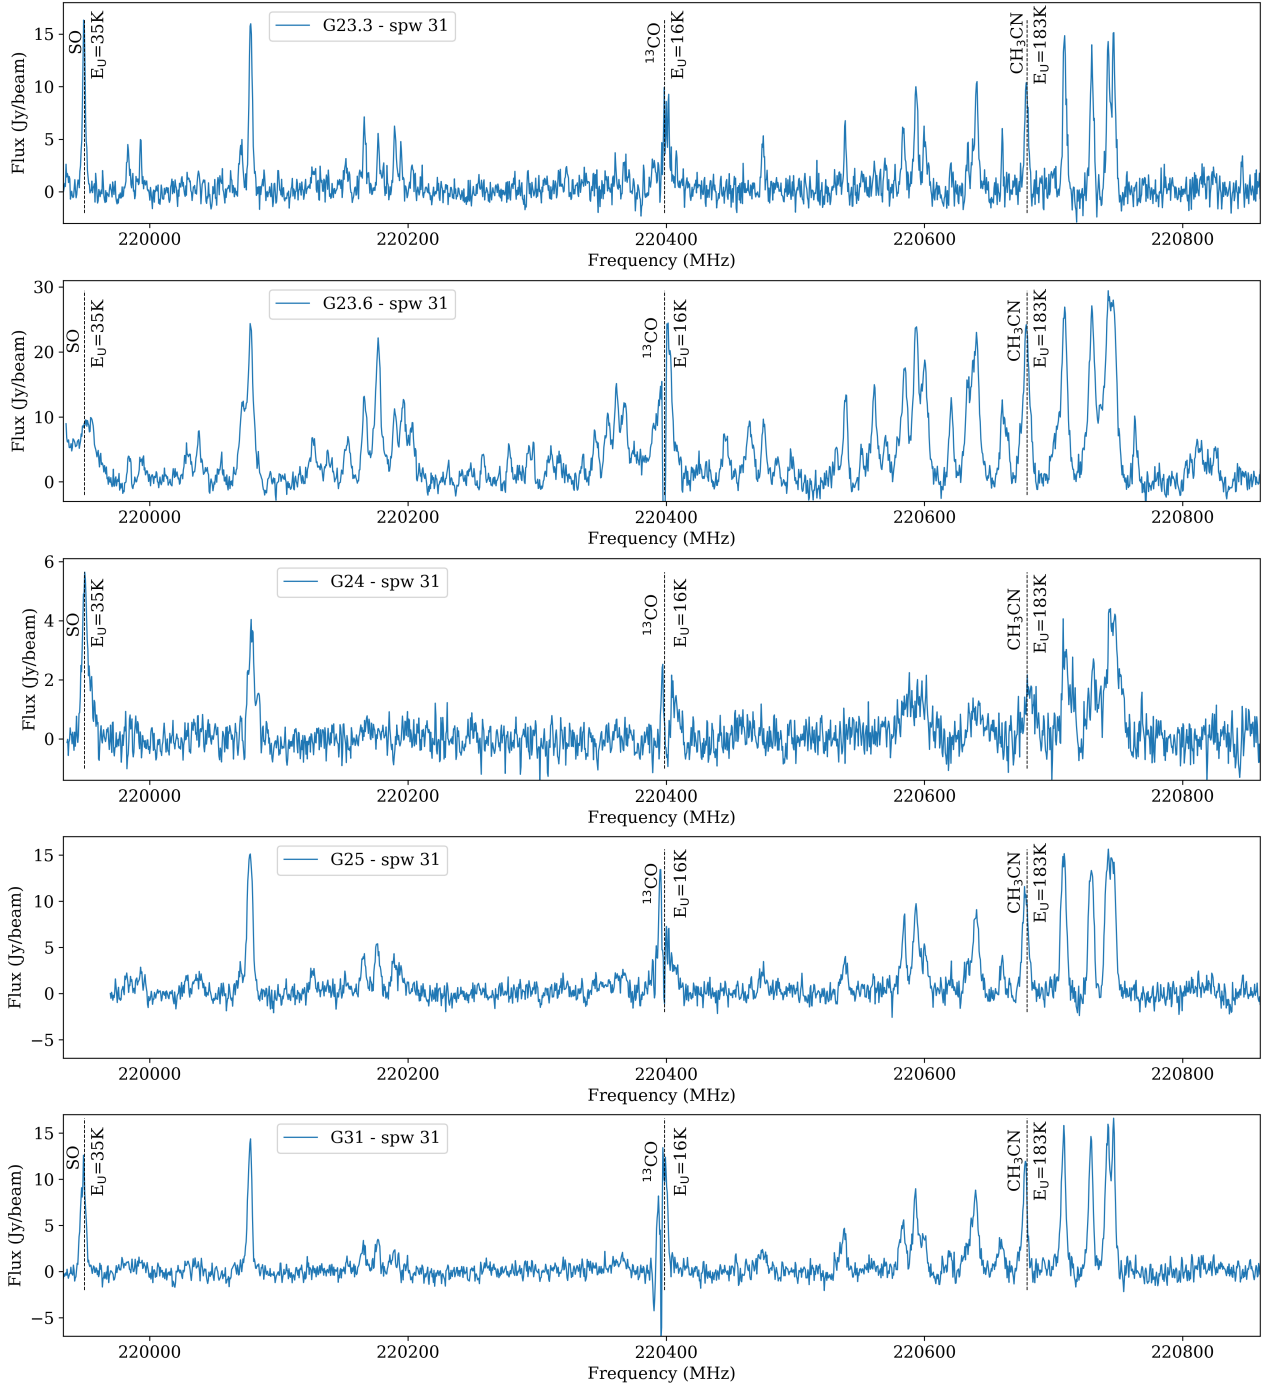 G23.3 - spw 31
SO
E_U=35K
¹³CO
E_U=16K
CH₃CN
E_U=183K
Flux (Jy/beam)
15
10
5
0
220000 220200 220400 220600 220800
Frequency (MHz)
G23.6 - spw 31
SO
E_U=35K
¹³CO
E_U=16K
CH₃CN
E_U=183K
Flux (Jy/beam)
30
20
10
0
220000 220200 220400 220600 220800
Frequency (MHz)
G24 - spw 31
SO
E_U=35K
¹³CO
E_U=16K
CH₃CN
E_U=183K
Flux (Jy/beam)
6
4
2
0
220000 220200 220400 220600 220800
Frequency (MHz)
G25 - spw 31
¹³CO
E_U=16K
CH₃CN
E_U=183K
Flux (Jy/beam)
15
10
5
0
−5
220000 220200 220400 220600 220800
Frequency (MHz)
G31 - spw 31
SO
E_U=35K
¹³CO
E_U=16K
CH₃CN
E_U=183K
Flux (Jy/beam)
15
10
5
0
−5
220000 220200 220400 220600 220800
Frequency (MHz)